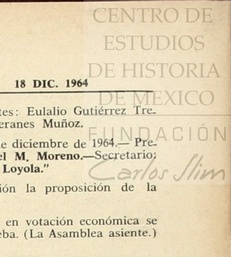 CENTRO DE
ESTUDIOS
DE HISTORIA
DE MEXICO
FUNDACIÓN
Carlos Slim
18 DIC. 1964
tes: Eulalio Gutiérrez Tre-
eranes Muñoz.
e diciembre de 1964.— Pre-
el M. Moreno.—Secretario;
Loyola."
ión la proposición de la
en votación económica se
eba. (La Asamblea asiente.)